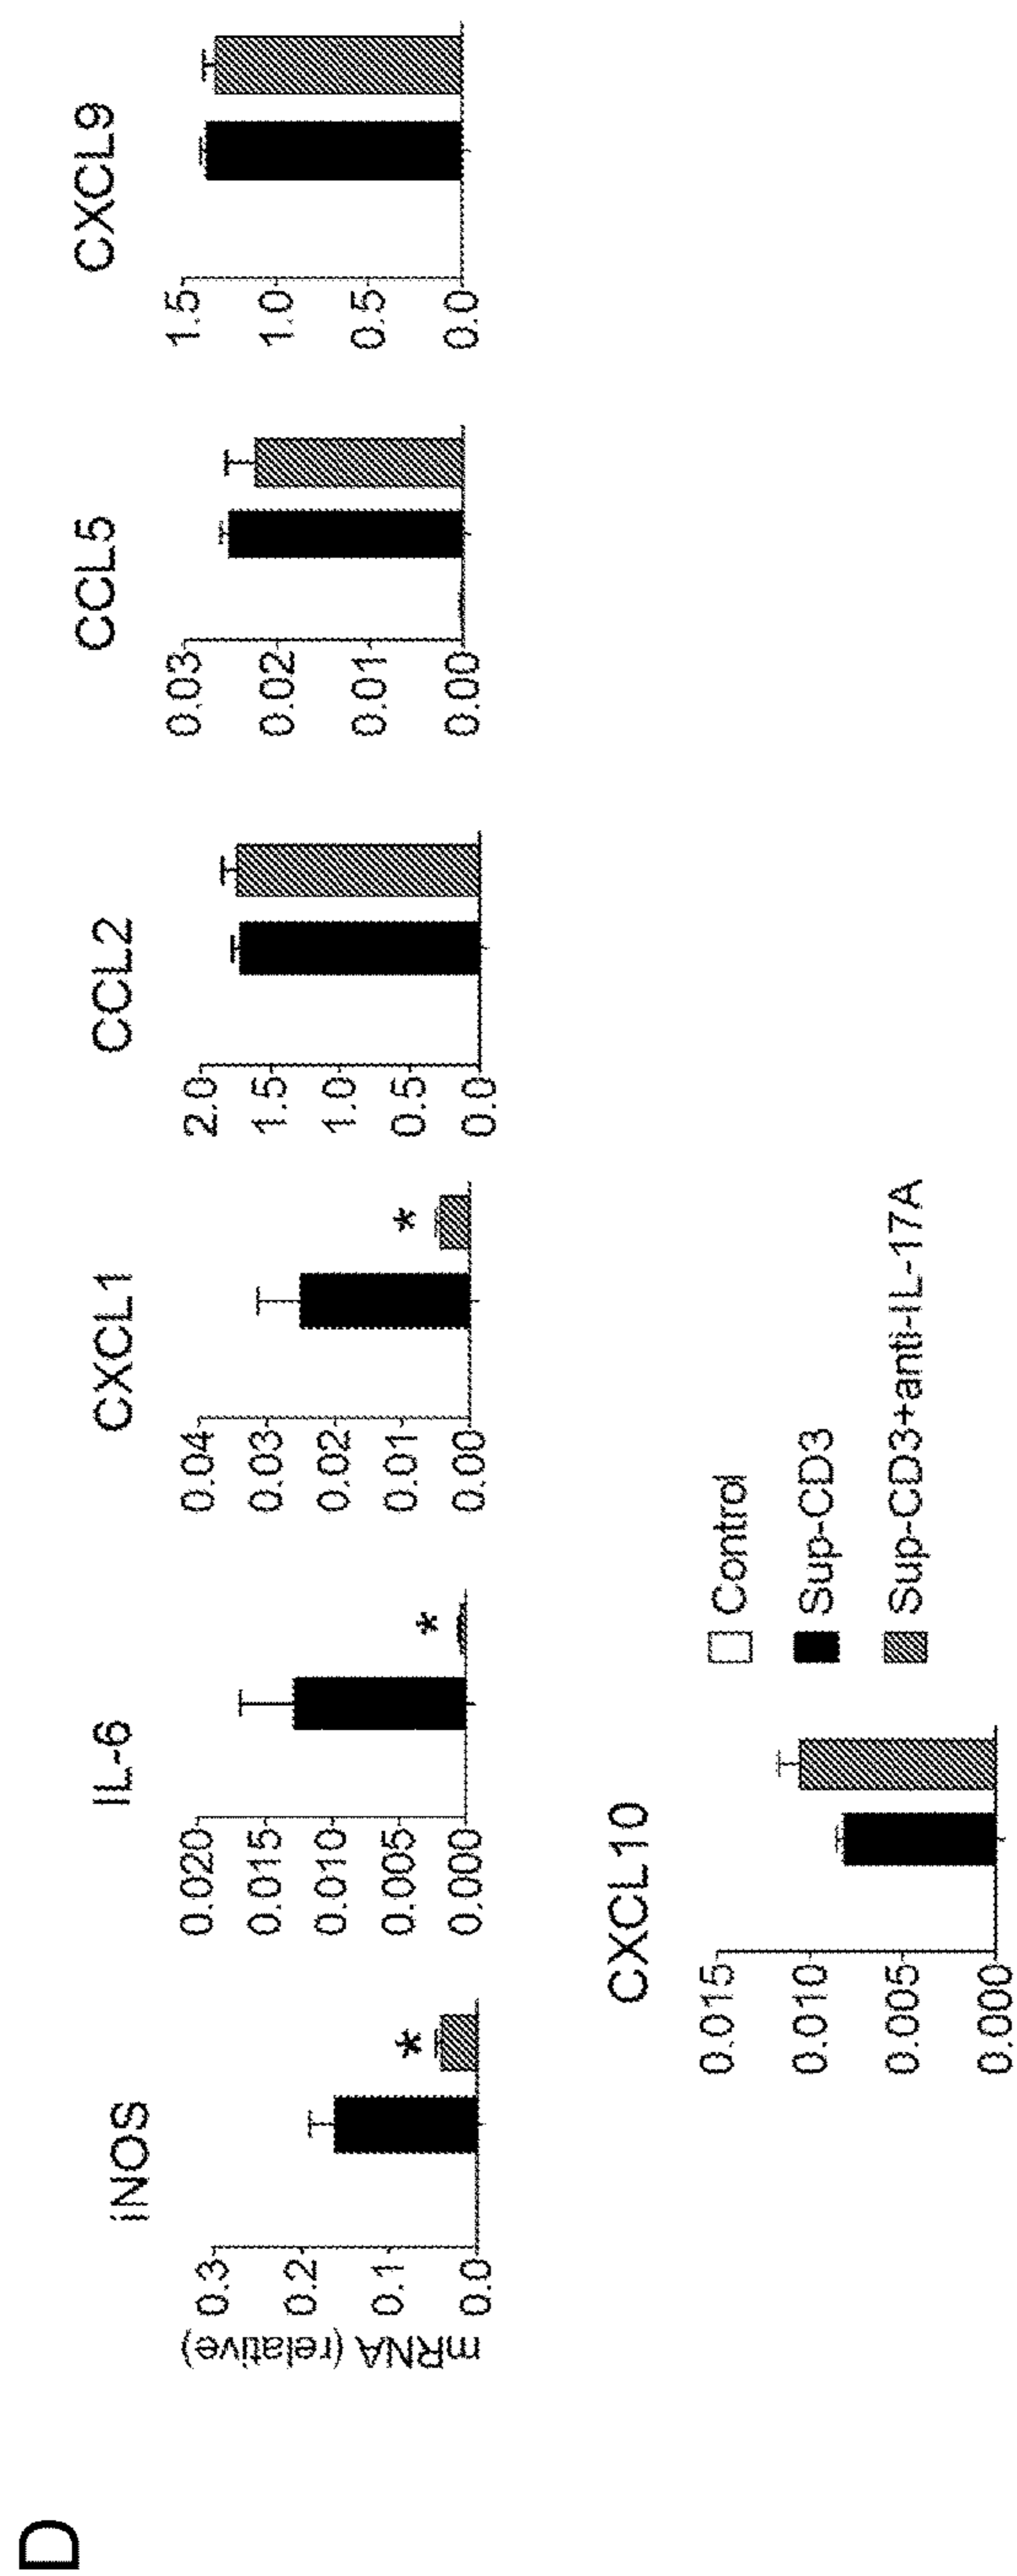 D
iNOS
IL-6
CXCL1
CCL2
CCL5
CXCL9
mRNA (relative)
0.3
0.2
0.1
0.0
*
0.020
0.015
0.010
0.005
0.000
*
0.04
0.03
0.02
0.01
0.00
*
2.0
1.5
1.0
0.5
0.0
0.03
0.02
0.01
0.00
1.5
1.0
0.5
0.0
CXCL10
0.015
0.010
0.005
0.000
Control
Sup-CD3
Sup-CD3+anti-IL-17A